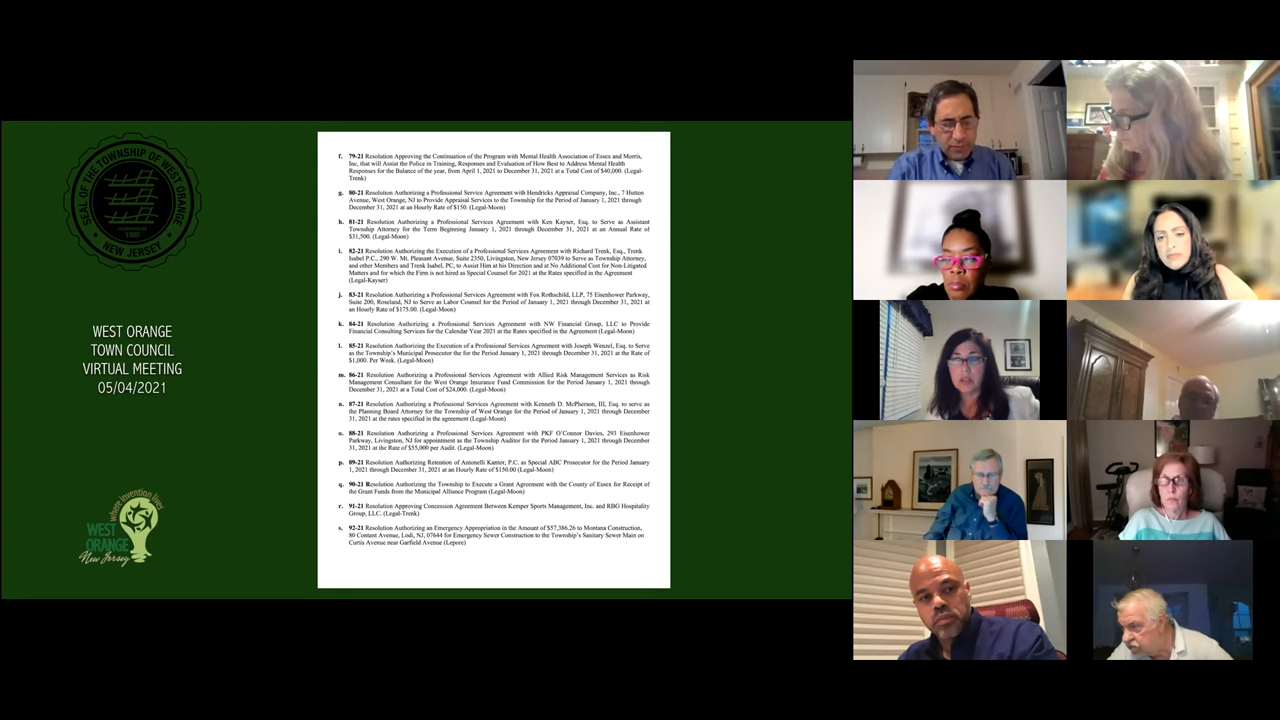 SEAL OF THE TOWNSHIP OF WEST ORANGE
NEW JERSEY
WEST ORANGE
TOWN COUNCIL
VIRTUAL MEETING
05/04/2021
where invention lives
WEST
ORANGE
New Jersey
f. 79-21 Resolution Approving the Continuation of the Program with Mental Health Association of Essex and Morris,
Inc, that will Assist the Police in Training, Responses and Evaluation of How Best to Address Mental Health
Responses for the Balance of the year, from April 1, 2021 to December 31, 2021 at a Total Cost of $40,000. (Legal-
Trenk)
g. 80-21 Resolution Authorizing a Professional Service Agreement with Hendricks Appraisal Company, Inc., 7 Hutton
Avenue, West Orange, NJ to Provide Appraisal Services to the Township for the Period of January 1, 2021 through
December 31, 2021 at an Hourly Rate of $150. (Legal-Moon)
h. 81-21 Resolution Authorizing a Professional Services Agreement with Ken Kayser, Esq. to Serve as Assistant
Township Attorney for the Term Beginning January 1, 2021 through December 31, 2021 at an Annual Rate of
$31,500. (Legal-Moon)
i. 82-21 Resolution Authorizing the Execution of a Professional Services Agreement with Richard Trenk, Esq., Trenk
Isabel P.C., 290 W. Mt. Pleasant Avenue, Suite 2350, Livingston, New Jersey 07039 to Serve as Township Attorney,
and other Members and Trenk Isabel, PC, to Assist Him at his Direction and at No Additional Cost for Non-Litigated
Matters and for which the Firm is not hired as Special Counsel for 2021 at the Rates specified in the Agreement
(Legal-Kayser)
j. 83-21 Resolution Authorizing a Professional Services Agreement with Fox Rothschild, LLP, 75 Eisenhower Parkway,
Suite 200, Roseland, NJ to Serve as Labor Counsel for the Period of January 1, 2021 through December 31, 2021 at
an Hourly Rate of $175.00. (Legal-Moon)
k. 84-21 Resolution Authorizing a Professional Services Agreement with NW Financial Group, LLC to Provide
Financial Consulting Services for the Calendar Year 2021 at the Rates specified in the Agreement (Legal-Moon)
l. 85-21 Resolution Authorizing the Execution of a Professional Services Agreement with Joseph Wenzel, Esq. to Serve
as the Township's Municipal Prosecutor the for the Period January 1, 2021 through December 31, 2021 at the Rate of
$1,000. Per Week. (Legal-Moon)
m. 86-21 Resolution Authorizing a Professional Services Agreement with Allied Risk Management Services as Risk
Management Consultant for the West Orange Insurance Fund Commission for the Period January 1, 2021 through
December 31, 2021 at a Total Cost of $24,000. (Legal-Moon)
n. 87-21 Resolution Authorizing a Professional Services Agreement with Kenneth D. McPherson, III, Esq. to serve as
the Planning Board Attorney for the Township of West Orange for the Period of January 1, 2021 through December
31, 2021 at the rates specified in the agreement (Legal-Moon)
o. 88-21 Resolution Authorizing a Professional Services Agreement with PKF O'Connor Davies, 293 Eisenhower
Parkway, Livingston, NJ for appointment as the Township Auditor for the Period January 1, 2021 through December
31, 2021 at the Rate of $55,000 per Audit. (Legal-Moon)
p. 89-21 Resolution Authorizing Retention of Antonelli Kantor, P.C. as Special ABC Prosecutor for the Period January
1, 2021 through December 31, 2021 at an Hourly Rate of $150.00 (Legal-Moon)
q. 90-21 Resolution Authorizing the Township to Execute a Grant Agreement with the County of Essex for Receipt of
the Grant Funds from the Municipal Alliance Program (Legal-Moon)
r. 91-21 Resolution Approving Concession Agreement Between Kemper Sports Management, Inc. and RBG Hospitality
Group, LLC. (Legal-Trenk)
s. 92-21 Resolution Authorizing an Emergency Appropriation in the Amount of $57,386.26 to Montana Construction,
80 Contant Avenue, Lodi, NJ, 07644 for Emergency Sewer Construction to the Township's Sanitary Sewer Main on
Curtis Avenue near Garfield Avenue (Lepore)